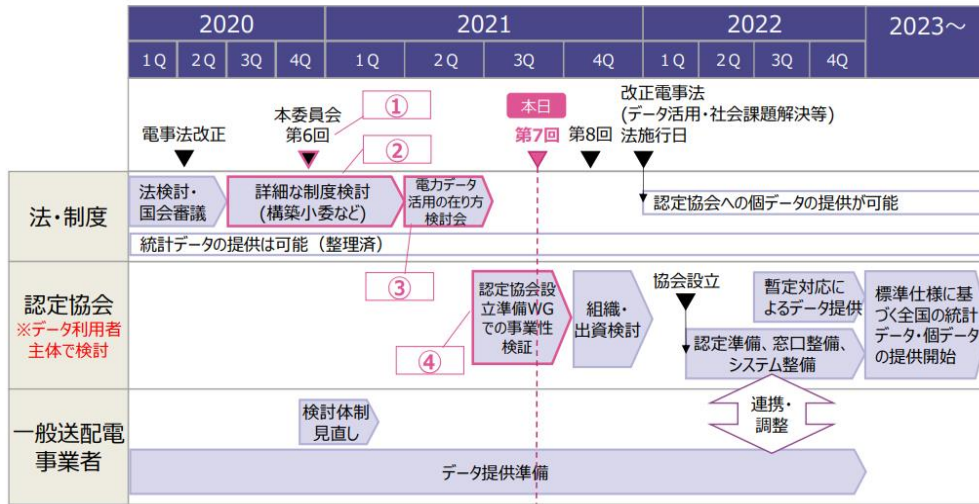 2020
2021
2022
2023～
1Q
2Q
3Q
4Q
1Q
2Q
3Q
4Q
1Q
2Q
3Q
4Q
電事法改正
本委員会
第6回
①
②
本日
第7回
第8回
改正電事法
(データ活用・社会課題解決等)
法施行日
法・制度
法検討・
国会審議
詳細な制度検討
(構築小委など)
電力データ
活用の在り方
検討会
認定協会への個データの提供が可能
統計データの提供は可能（整理済）
③
認定協会
※データ利用者
主体で検討
④
認定協会設
立準備WG
での事業性
検証
組織・
出資検討
協会設立
暫定対応に
よるデータ提供
認定準備、窓口整備、
システム整備
標準仕様に基
づく全国の統計
データ・個データ
の提供開始
一般送配電
事業者
検討体制
見直し
連携・
調整
データ提供準備